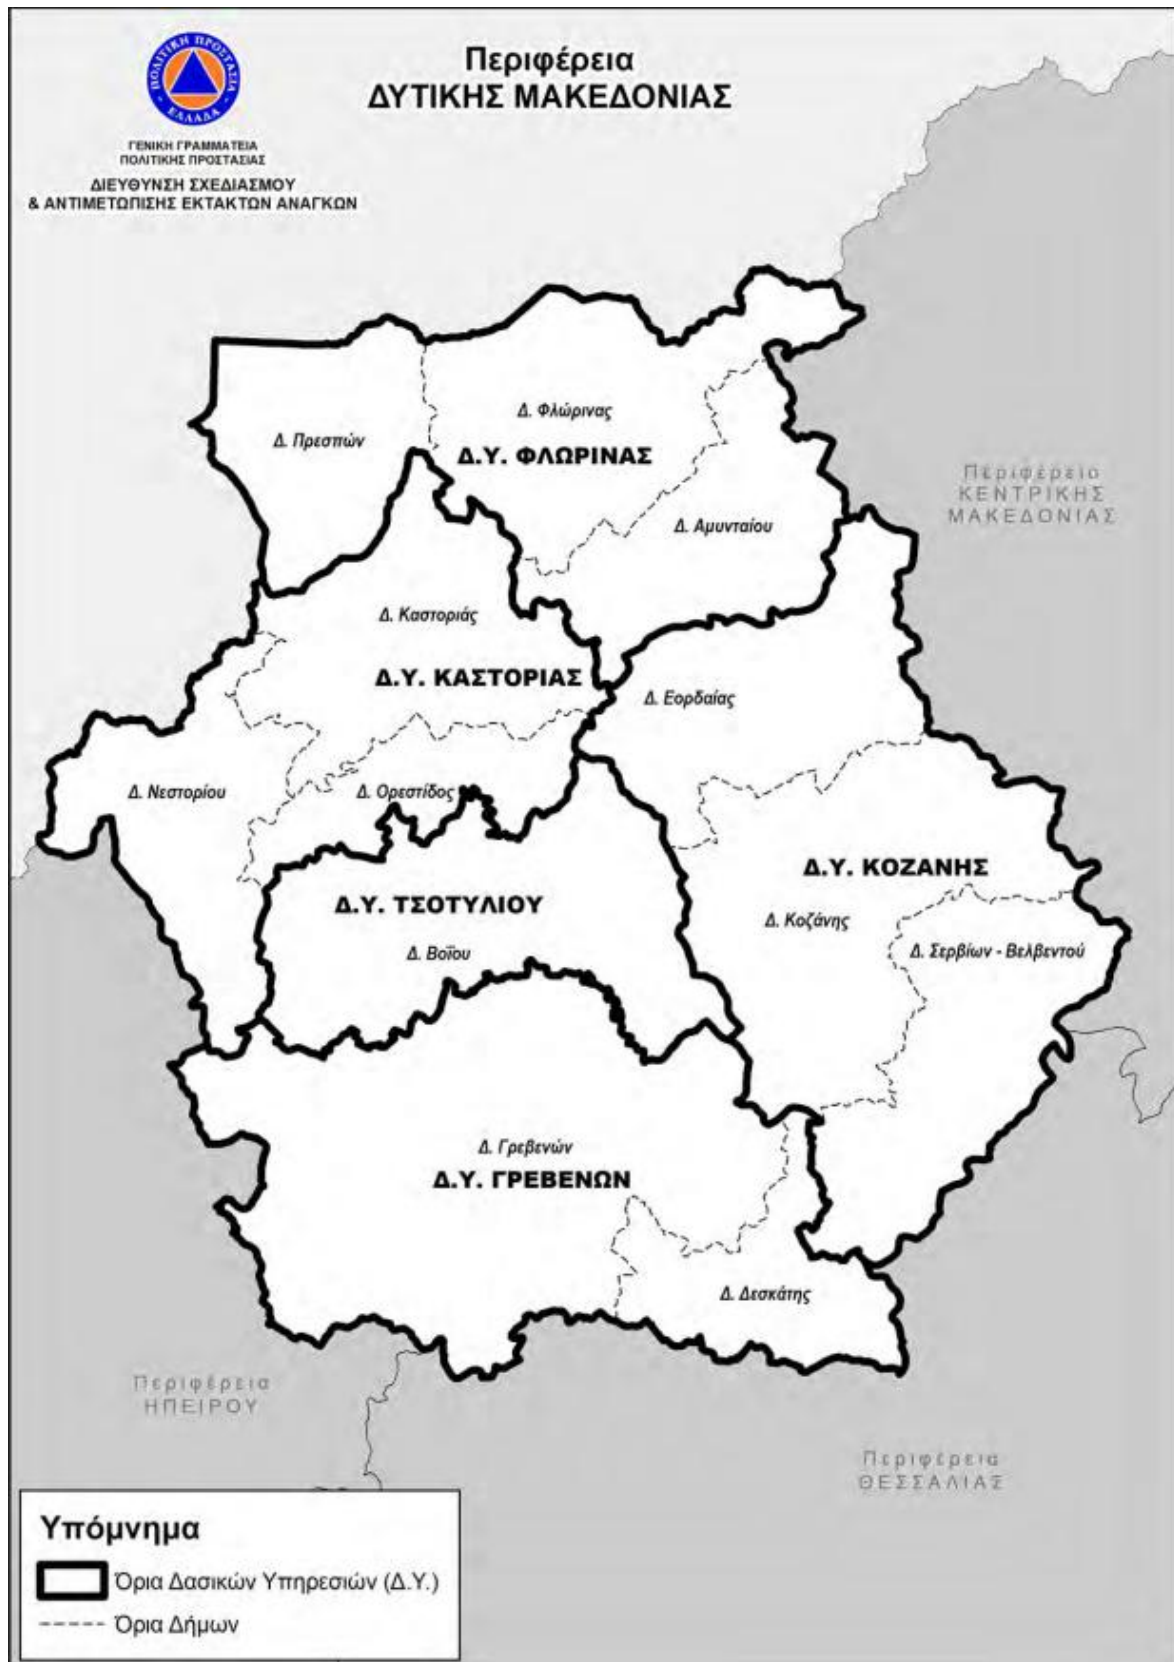 Περιφέρεια
ΔΥΤΙΚΗΣ ΜΑΚΕΔΟΝΙΑΣ
ΠΟΛΙΤΙΚΗ ΠΡΟΣΤΑΣΙΑ
ΕΛΛΑΔΑ
ΓΕΝΙΚΗ ΓΡΑΜΜΑΤΕΙΑ
ΠΟΛΙΤΙΚΗΣ ΠΡΟΣΤΑΣΙΑΣ
ΔΙΕΥΘΥΝΣΗ ΣΧΕΔΙΑΣΜΟΥ
& ΑΝΤΙΜΕΤΩΠΙΣΗΣ ΕΚΤΑΚΤΩΝ ΑΝΑΓΚΩΝ
Δ. Φλώρινας
Δ. Πρεσπών
Δ.Υ. ΦΛΩΡΙΝΑΣ
Περιφέρεια
ΚΕΝΤΡΙΚΗΣ
ΜΑΚΕΔΟΝΙΑΣ
Δ. Αμυνταίου
Δ. Καστοριάς
Δ.Υ. ΚΑΣΤΟΡΙΑΣ
Δ. Εορδαίας
Δ. Νεστορίου
Δ. Ορεστίδος
Δ.Υ. ΚΟΖΑΝΗΣ
Δ.Υ. ΤΣΟΤΥΛΙΟΥ
Δ. Κοζάνης
Δ. Βοΐου
Δ. Σερβίων - Βελβεντού
Δ. Γρεβενών
Δ.Υ. ΓΡΕΒΕΝΩΝ
Δ. Δεσκάτης
Περιφέρεια
ΗΠΕΙΡΟΥ
Περιφέρεια
ΘΕΣΣΑΛΙΑΣ
Υπόμνημα
Όρια Δασικών Υπηρεσιών (Δ.Υ.)
Όρια Δήμων